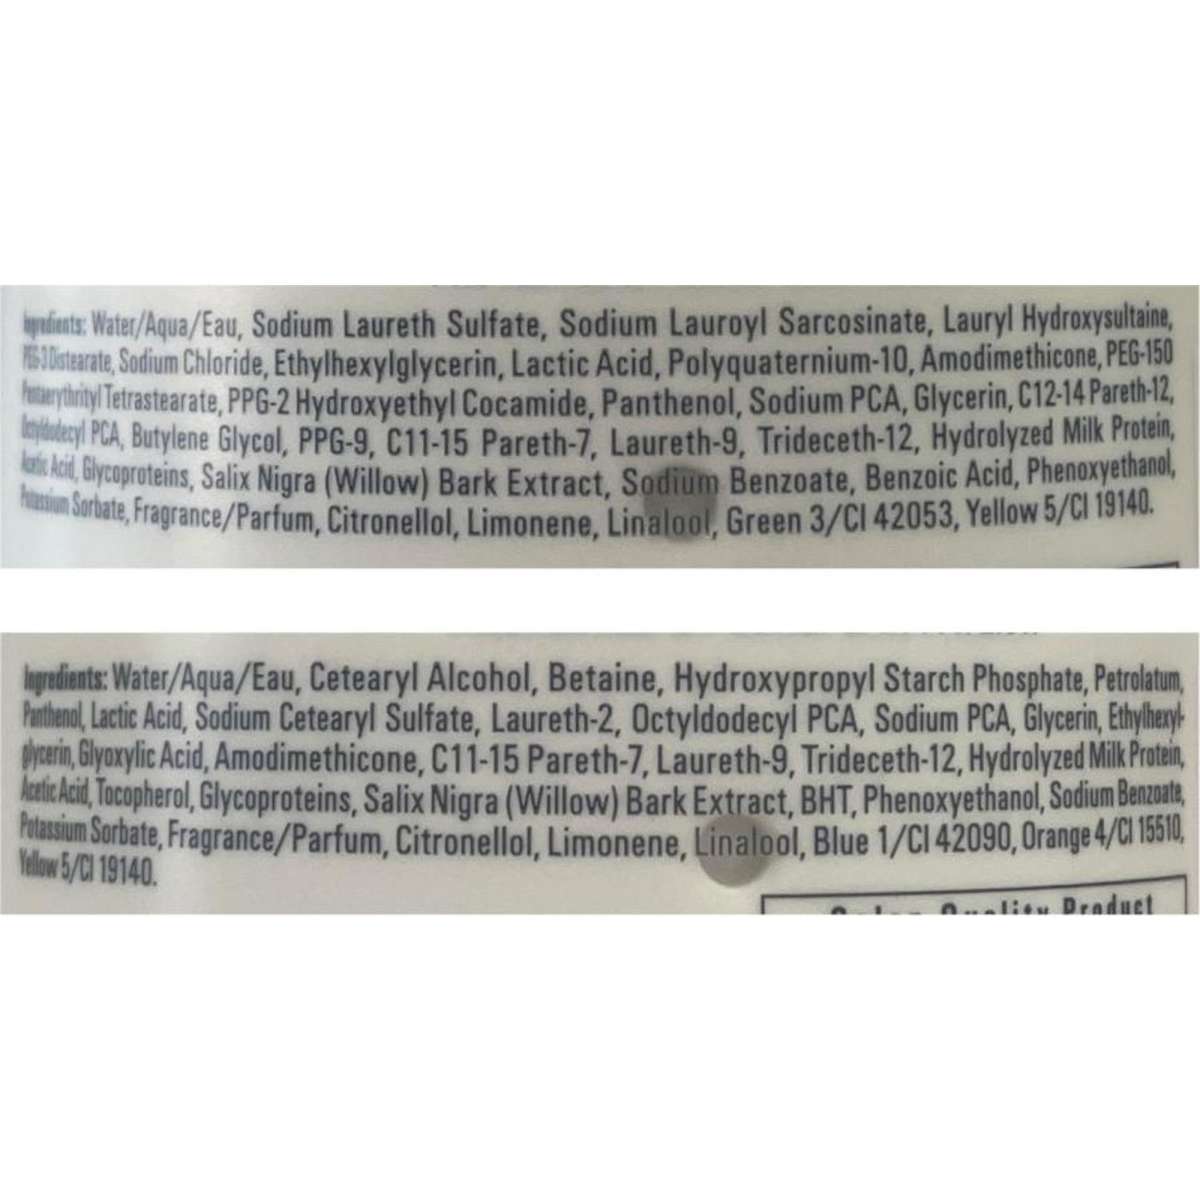 Ingredients: Water/Aqua/Eau, Sodium Laureth Sulfate, Sodium Lauroyl Sarcosinate, Lauryl Hydroxysultaine,
PEG-3 Distearate, Sodium Chloride, Ethylhexylglycerin, Lactic Acid, Polyquaternium-10, Amodimethicone, PEG-150
Pentaerythrityl Tetrastearate, PPG-2 Hydroxyethyl Cocamide, Panthenol, Sodium PCA, Glycerin, C12-14 Pareth-12,
Octyldodecyl PCA, Butylene Glycol, PPG-9, C11-15 Pareth-7, Laureth-9, Trideceth-12, Hydrolyzed Milk Protein,
Acetic Acid, Glycoproteins, Salix Nigra (Willow) Bark Extract, Sodium Benzoate, Benzoic Acid, Phenoxyethanol,
Potassium Sorbate, Fragrance/Parfum, Citronellol, Limonene, Linalool, Green 3/CI 42053, Yellow 5/CI 19140.
Ingredients: Water/Aqua/Eau, Cetearyl Alcohol, Betaine, Hydroxypropyl Starch Phosphate, Petrolatum,
Panthenol, Lactic Acid, Sodium Cetearyl Sulfate, Laureth-2, Octyldodecyl PCA, Sodium PCA, Glycerin, Ethylhexyl-
glycerin, Glyoxylic Acid, Amodimethicone, C11-15 Pareth-7, Laureth-9, Trideceth-12, Hydrolyzed Milk Protein,
Acetic Acid, Tocopherol, Glycoproteins, Salix Nigra (Willow) Bark Extract, BHT, Phenoxyethanol, Sodium Benzoate,
Potassium Sorbate, Fragrance/Parfum, Citronellol, Limonene, Linalool, Blue 1/CI 42090, Orange 4/CI 15510,
Yellow 5/CI 19140.
Quality Product